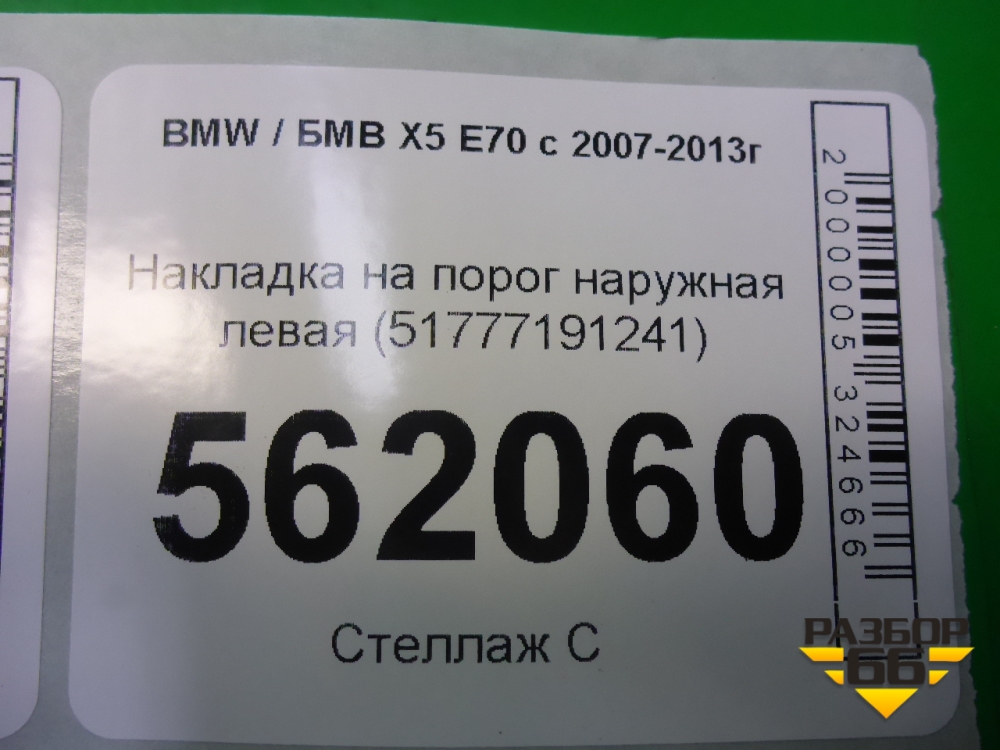 BMW / БМВ X5 E70 с 2007-2013г
Накладка на порог наружная
левая (51777191241)
562060
Стеллаж С
2000005324666
РАЗБОР
66